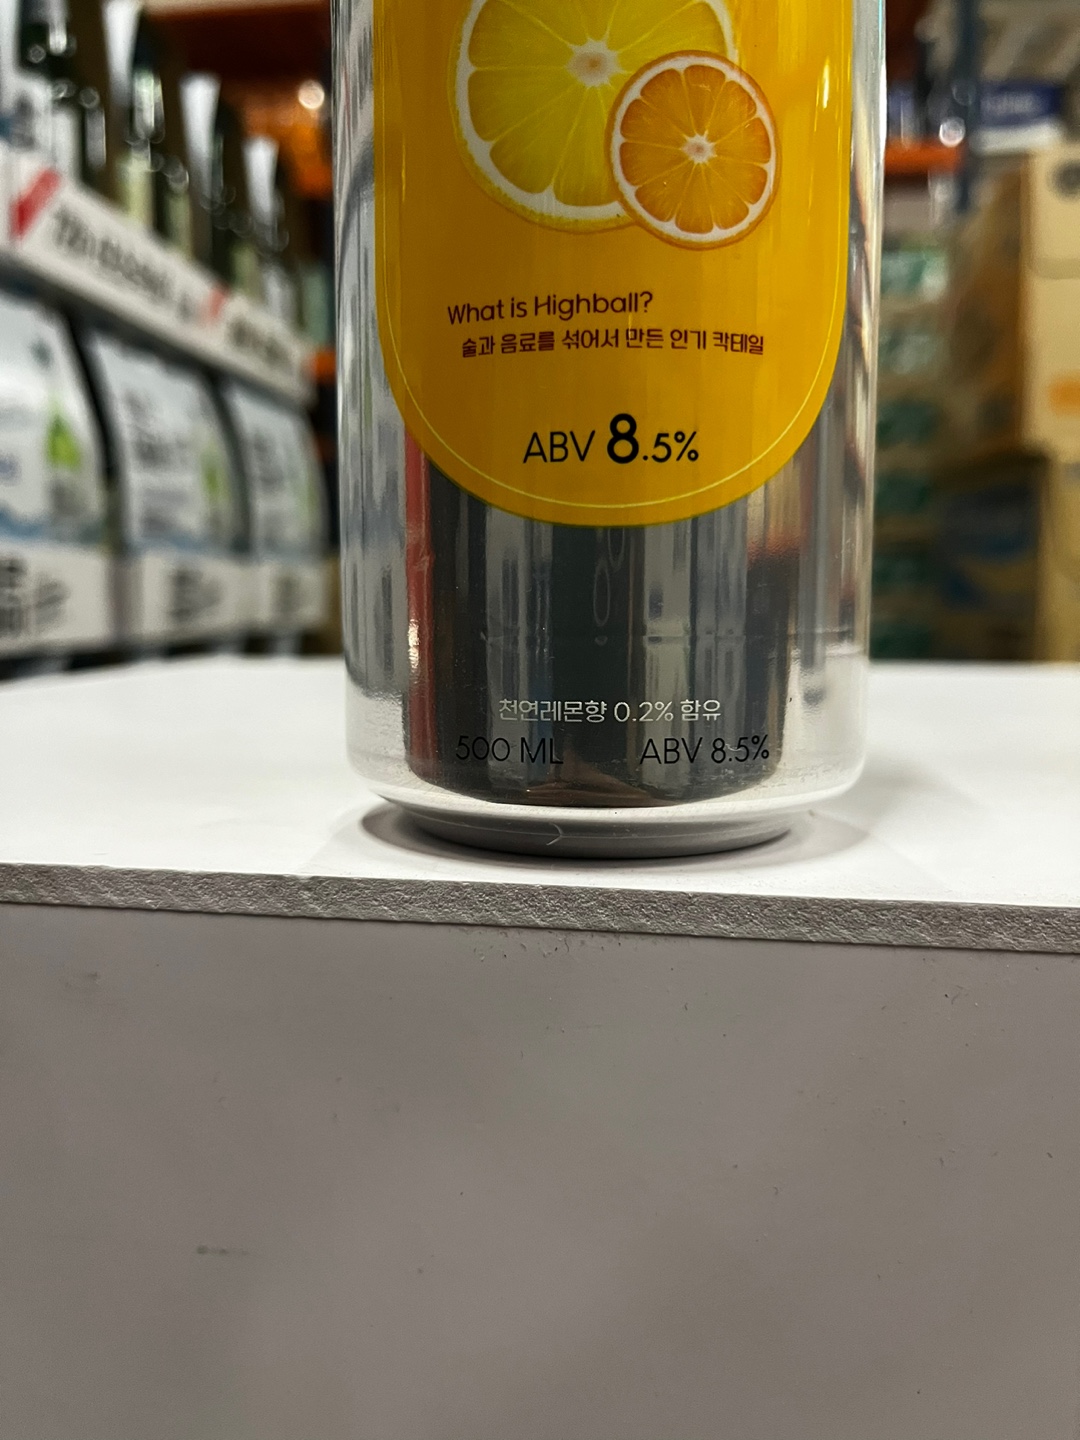 What is Highball?
술과 음료를 섞어서 만든 인기 칵테일
ABV 8.5%
천연레몬향 0.2% 함유
500 ML ABV 8.5%